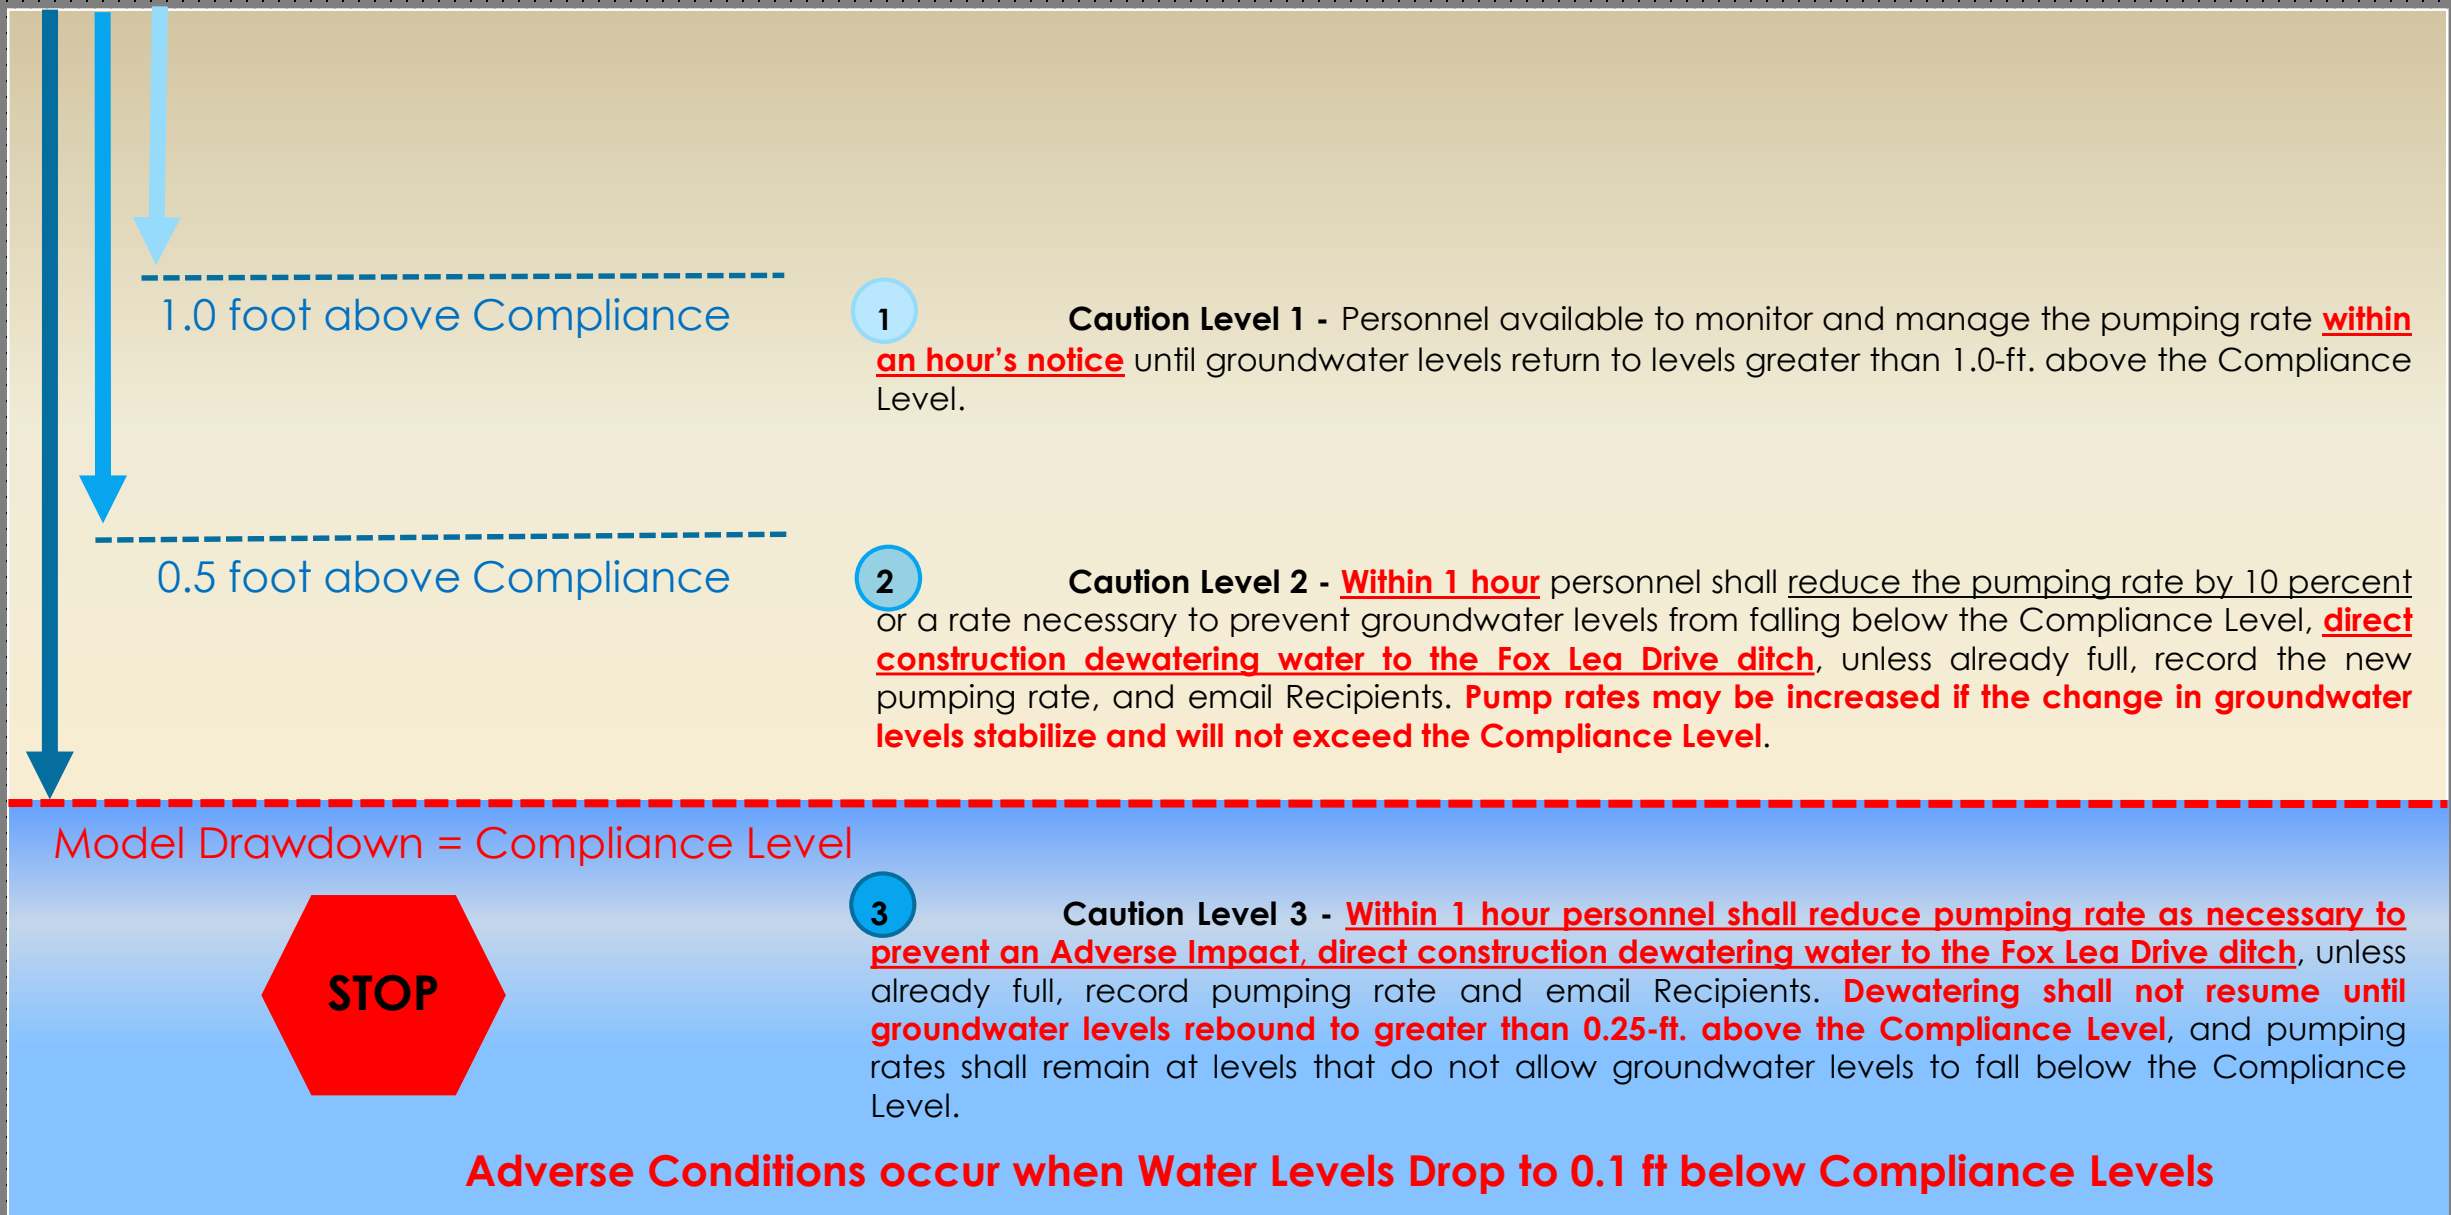 1.0 foot above Compliance
1 Caution Level 1 - Personnel available to monitor and manage the pumping rate within
an hour’s notice until groundwater levels return to levels greater than 1.0-ft. above the Compliance
Level.
0.5 foot above Compliance
2 Caution Level 2 - Within 1 hour personnel shall reduce the pumping rate by 10 percent
or a rate necessary to prevent groundwater levels from falling below the Compliance Level, direct
construction dewatering water to the Fox Lea Drive ditch, unless already full, record the new
pumping rate, and email Recipients. Pump rates may be increased if the change in groundwater
levels stabilize and will not exceed the Compliance Level.
Model Drawdown = Compliance Level
STOP
3 Caution Level 3 - Within 1 hour personnel shall reduce pumping rate as necessary to
prevent an Adverse Impact, direct construction dewatering water to the Fox Lea Drive ditch, unless
already full, record pumping rate and email Recipients. Dewatering shall not resume until
groundwater levels rebound to greater than 0.25-ft. above the Compliance Level, and pumping
rates shall remain at levels that do not allow groundwater levels to fall below the Compliance
Level.
Adverse Conditions occur when Water Levels Drop to 0.1 ft below Compliance Levels